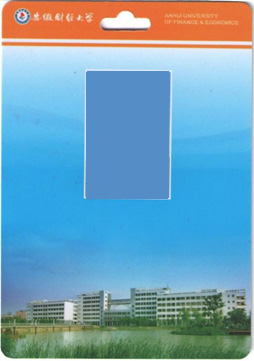 安徽财经大学
ANHUI UNIVERSITY
OF FINANCE & ECONOMICS